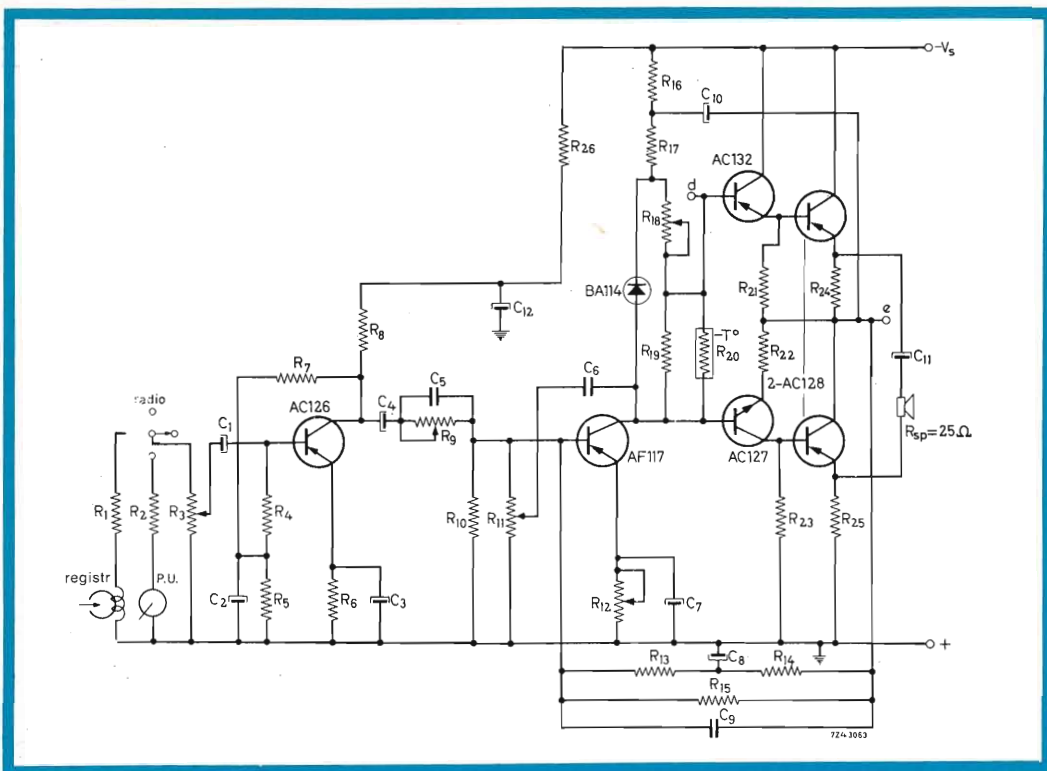 -Vs
R16
C10
R26
R17
AC132
d
R18
BA114
R21
R24
e
C12
R8
-T°
R20
R19
R22
C11
R7
C5
C6
2-AC128
radio
C1
AC126
C4
R9
AF117
AC127
Rsp=25Ω
R1
R2
R3
R4
R10
R11
R23
R25
registr
P.U.
C2
R5
R6
C3
R12
C7
+
R13
C8
R14
R15
C9
7Z43063